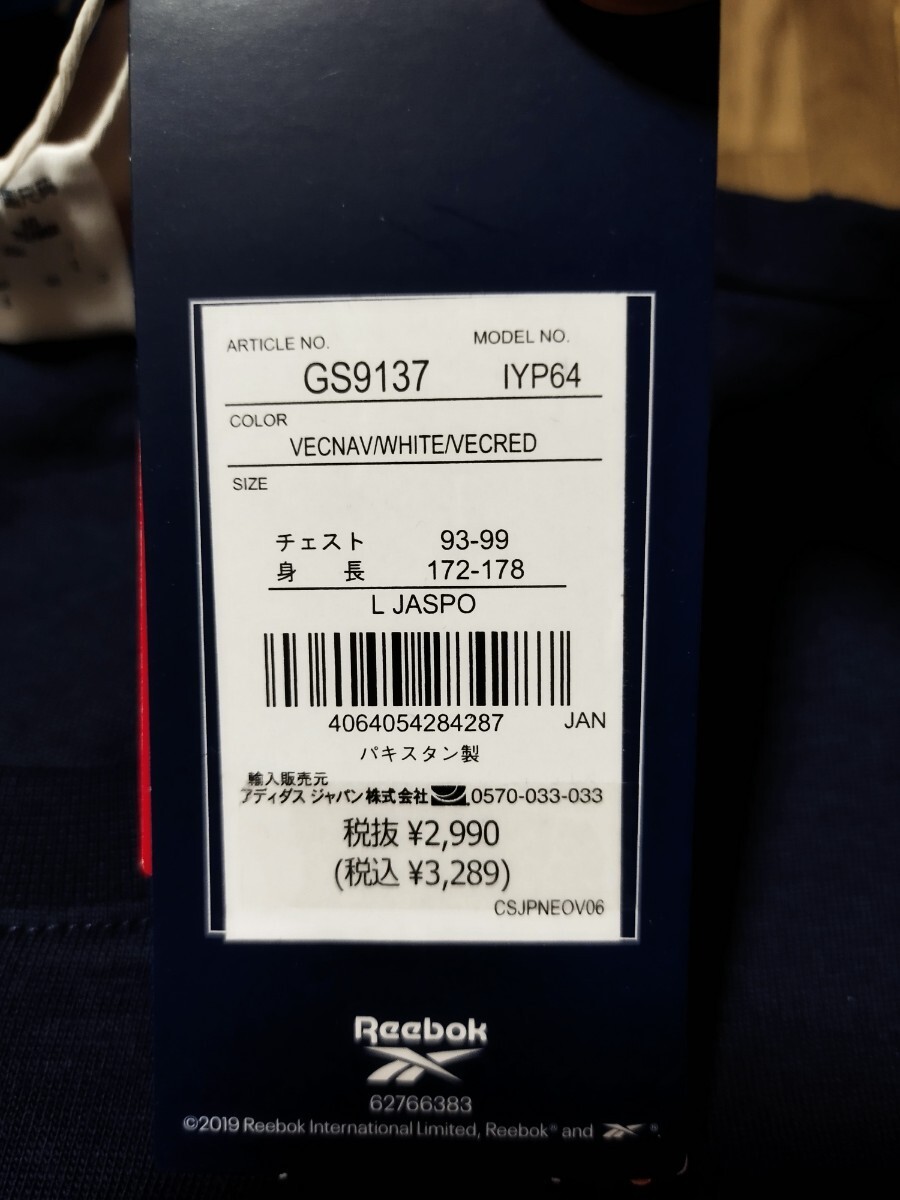 ARTICLE NO. MODEL NO.
GS9137 IYP64
COLOR
VECNAV/WHITE/VECRED
SIZE
チェスト 93-99
身 長 172-178
L JASPO
4064054284287 JAN
パキスタン製
輸入販売元
アディダス ジャパン株式会社 0570-033-033
税抜 ¥2,990
(税込 ¥3,289)
CSJPNEOV06
Reebok
62766383
©2019 Reebok International Limited, Reebok® and ®.